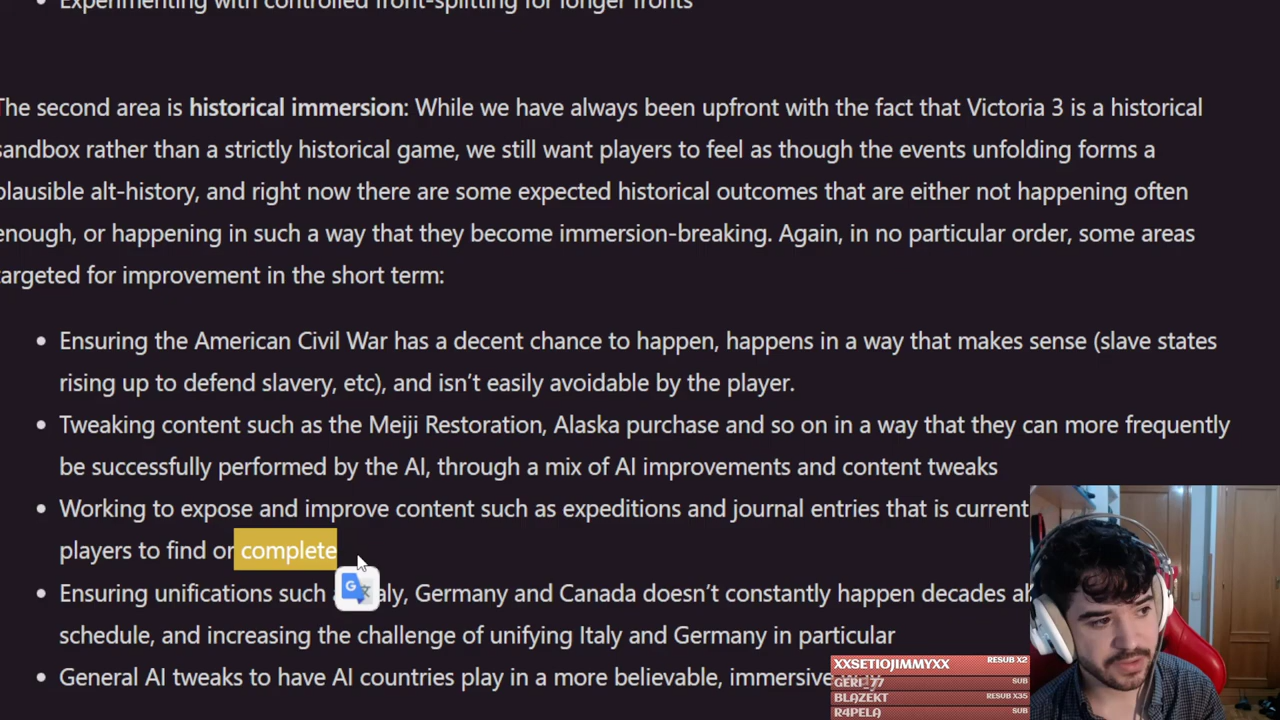 Experimenting with controlled front-splitting for longer fronts
The second area is historical immersion: While we have always been upfront with the fact that Victoria 3 is a historical
sandbox rather than a strictly historical game, we still want players to feel as though the events unfolding forms a
plausible alt-history, and right now there are some expected historical outcomes that are either not happening often
enough, or happening in such a way that they become immersion-breaking. Again, in no particular order, some areas
targeted for improvement in the short term:
Ensuring the American Civil War has a decent chance to happen, happens in a way that makes sense (slave states
rising up to defend slavery, etc), and isn't easily avoidable by the player.
Tweaking content such as the Meiji Restoration, Alaska purchase and so on in a way that they can more frequently
be successfully performed by the AI, through a mix of AI improvements and content tweaks
Working to expose and improve content such as expeditions and journal entries that is current
players to find or complete
Ensuring unifications such aly, Germany and Canada doesn't constantly happen decades
schedule, and increasing the challenge of unifying Italy and Germany in particular
General AI tweaks to have AI countries play in a more believable, immersive
XXSETIOJIMMYXX RESUB X2
GERI_77 SUB
BLAZEKT RESUB X35
R4PELA SUB